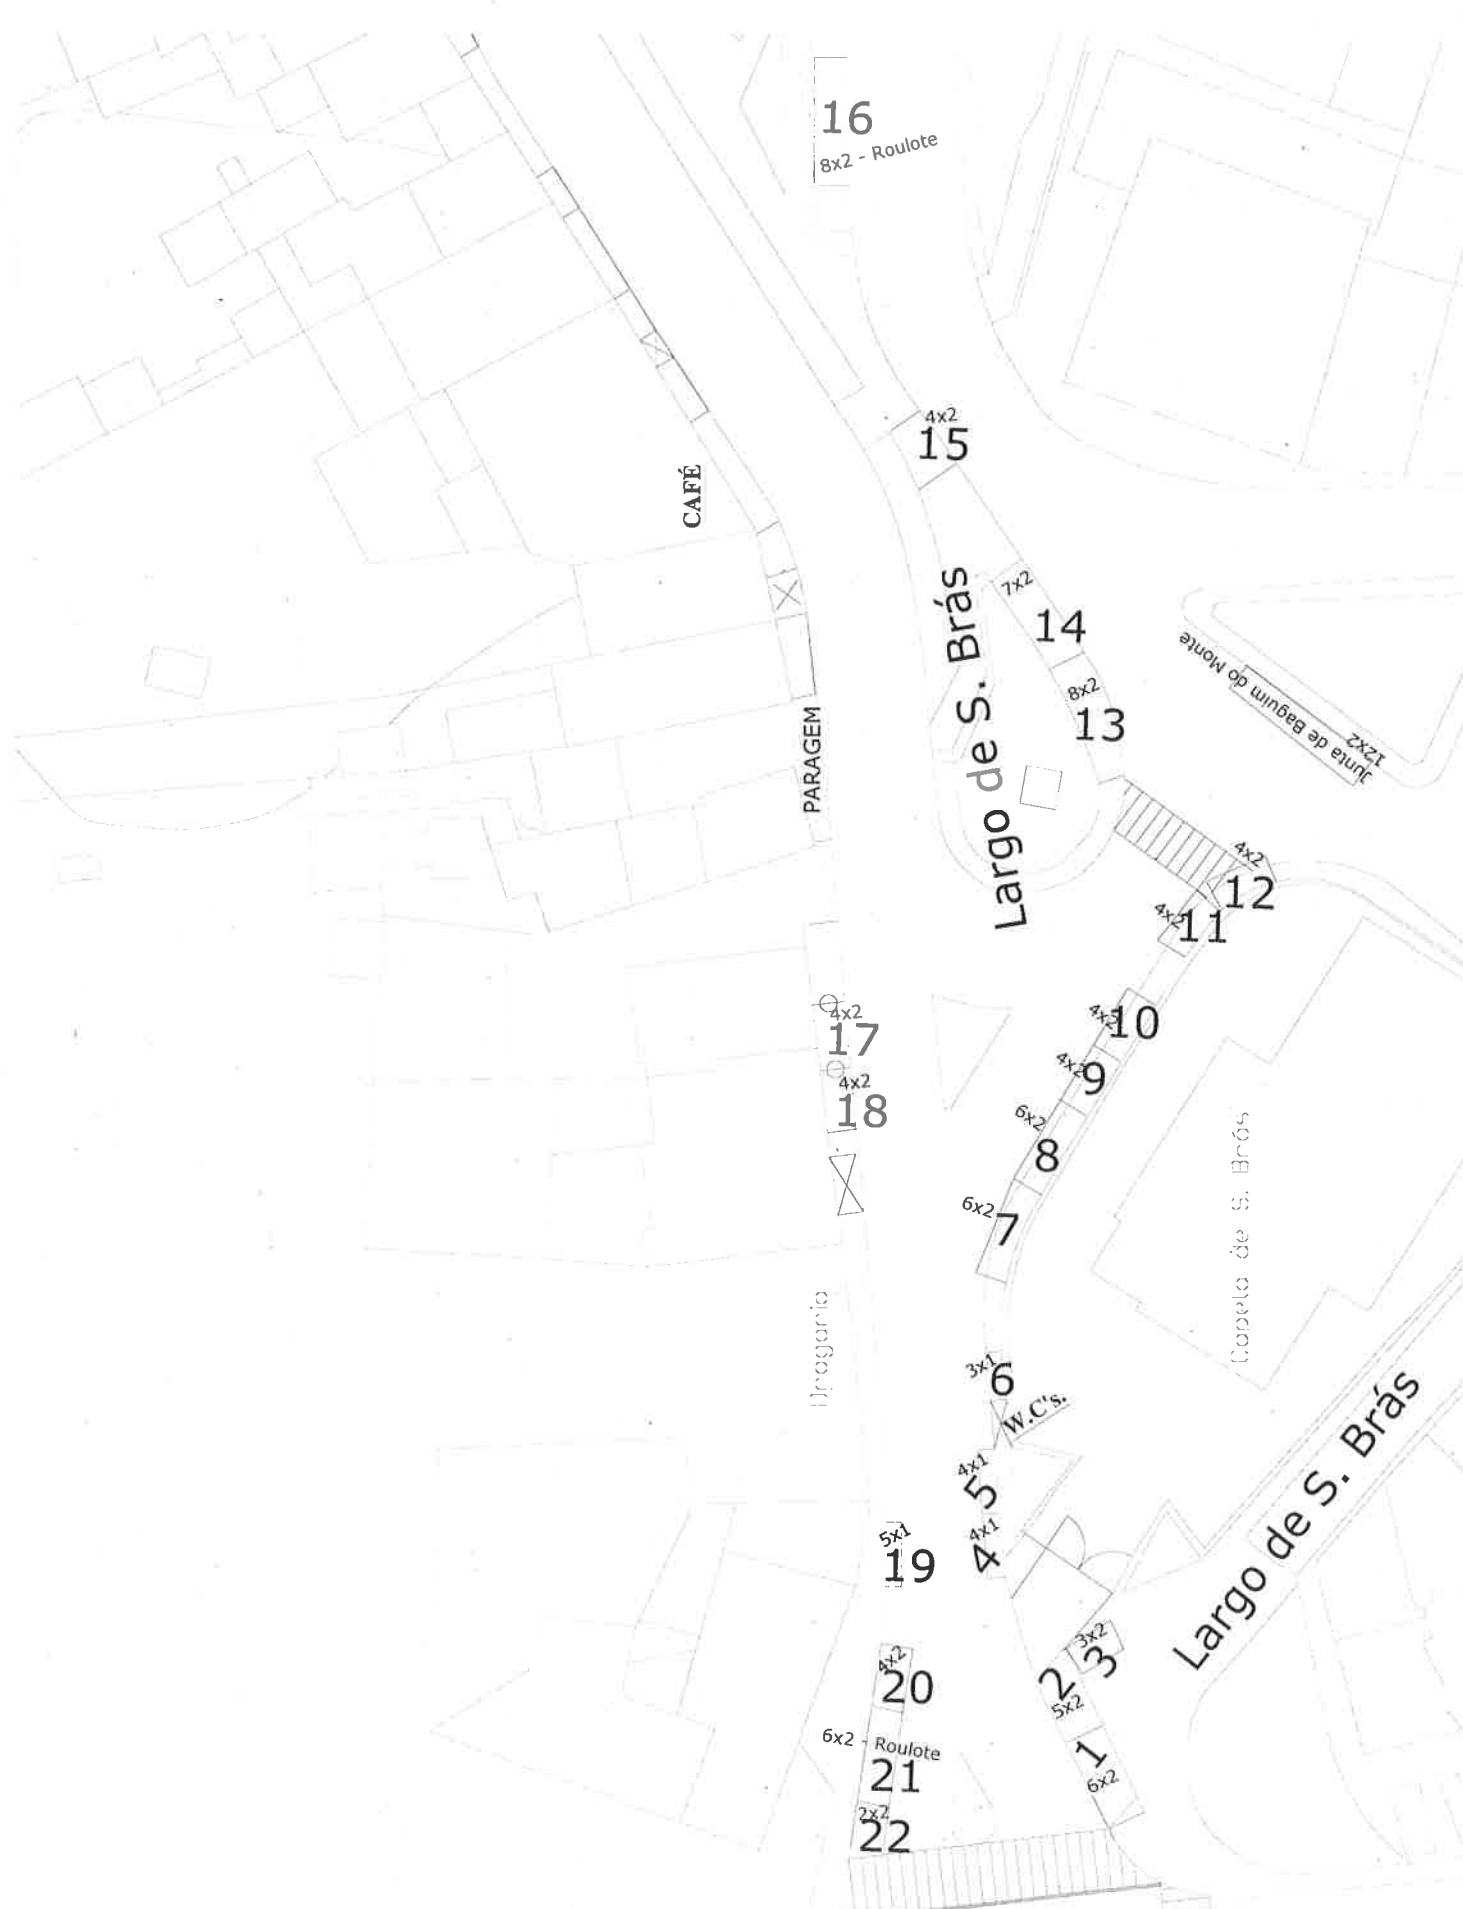 16
8x2 - Roulote
4x2
15
CAFÉ
7x2
14
Largo de S. Brás
8x2
13
Junta de Baguim do Monte
12x2
PARAGEM
4x2
12
4x2
11
4x2
10
4x2
17
4x2
9
4x2
18
6x2
8
6x2
7
Capela de S. Brás
Drogaria
3x1
6
W.C's.
4x1
5
4x1
4
5x1
19
Largo de S. Brás
3x2
3
2
5x2
4x2
20
6x2 - Roulote
21
1
6x2
2x2
22